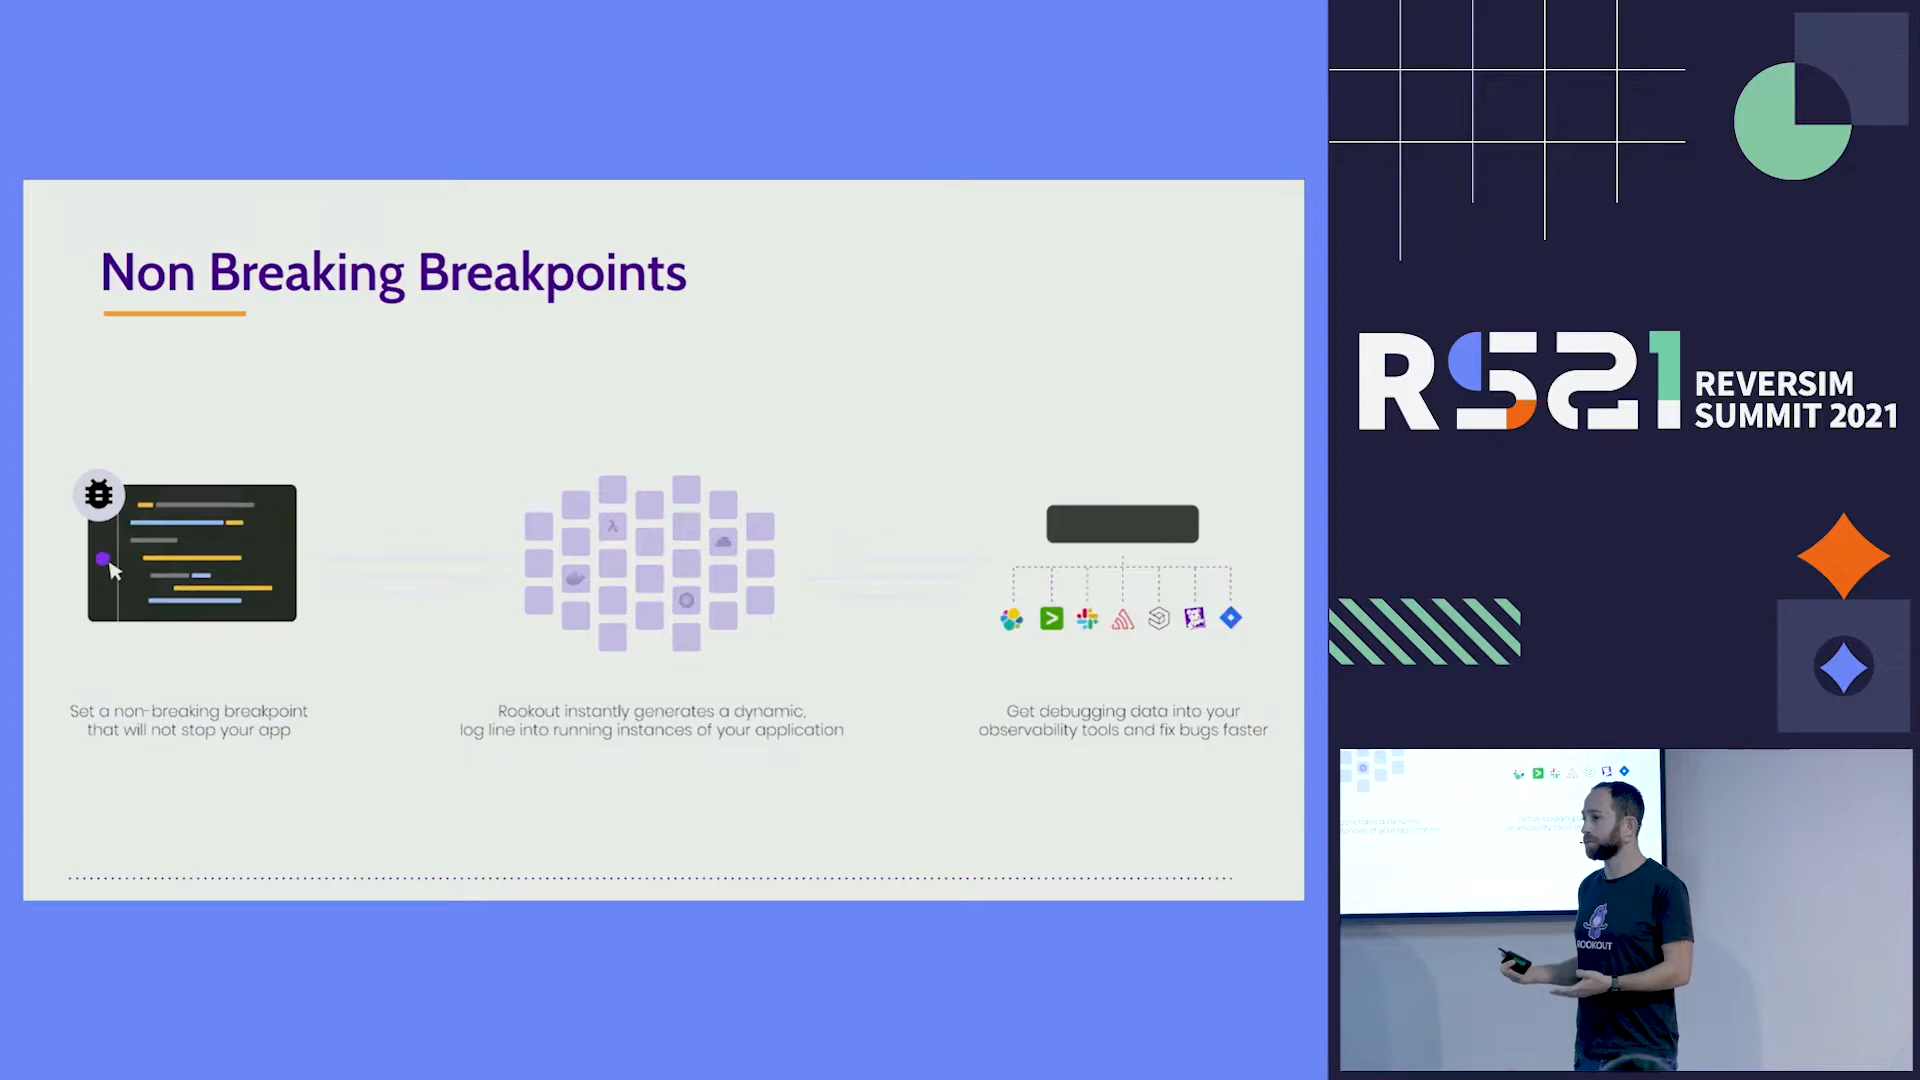 Non Breaking Breakpoints
Set a non-breaking breakpoint
that will not stop your app
λ
Rookout instantly generates a dynamic,
log line into running instances of your application
Get debugging data into your
observability tools and fix bugs faster
RS21
REVERSIM
SUMMIT 2021
ROOKOUT